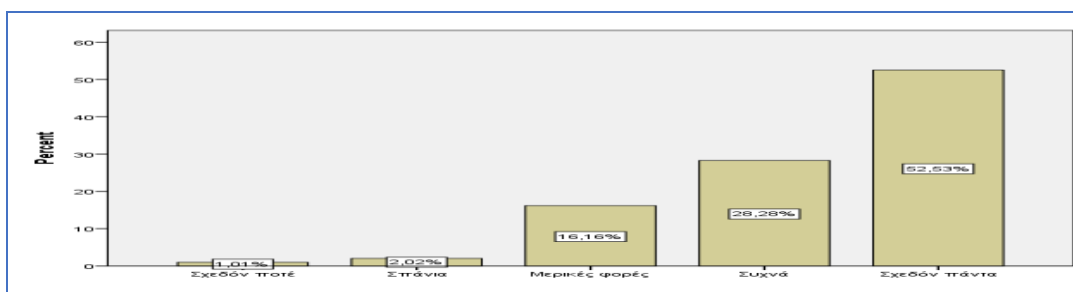 60
50
40
30
20
10
0
Percent
1,01%
2,02%
16,16%
28,28%
52,53%
Σχεδόν ποτέ
Σπάνια
Μερικές φορές
Συχνά
Σχεδόν πάντα